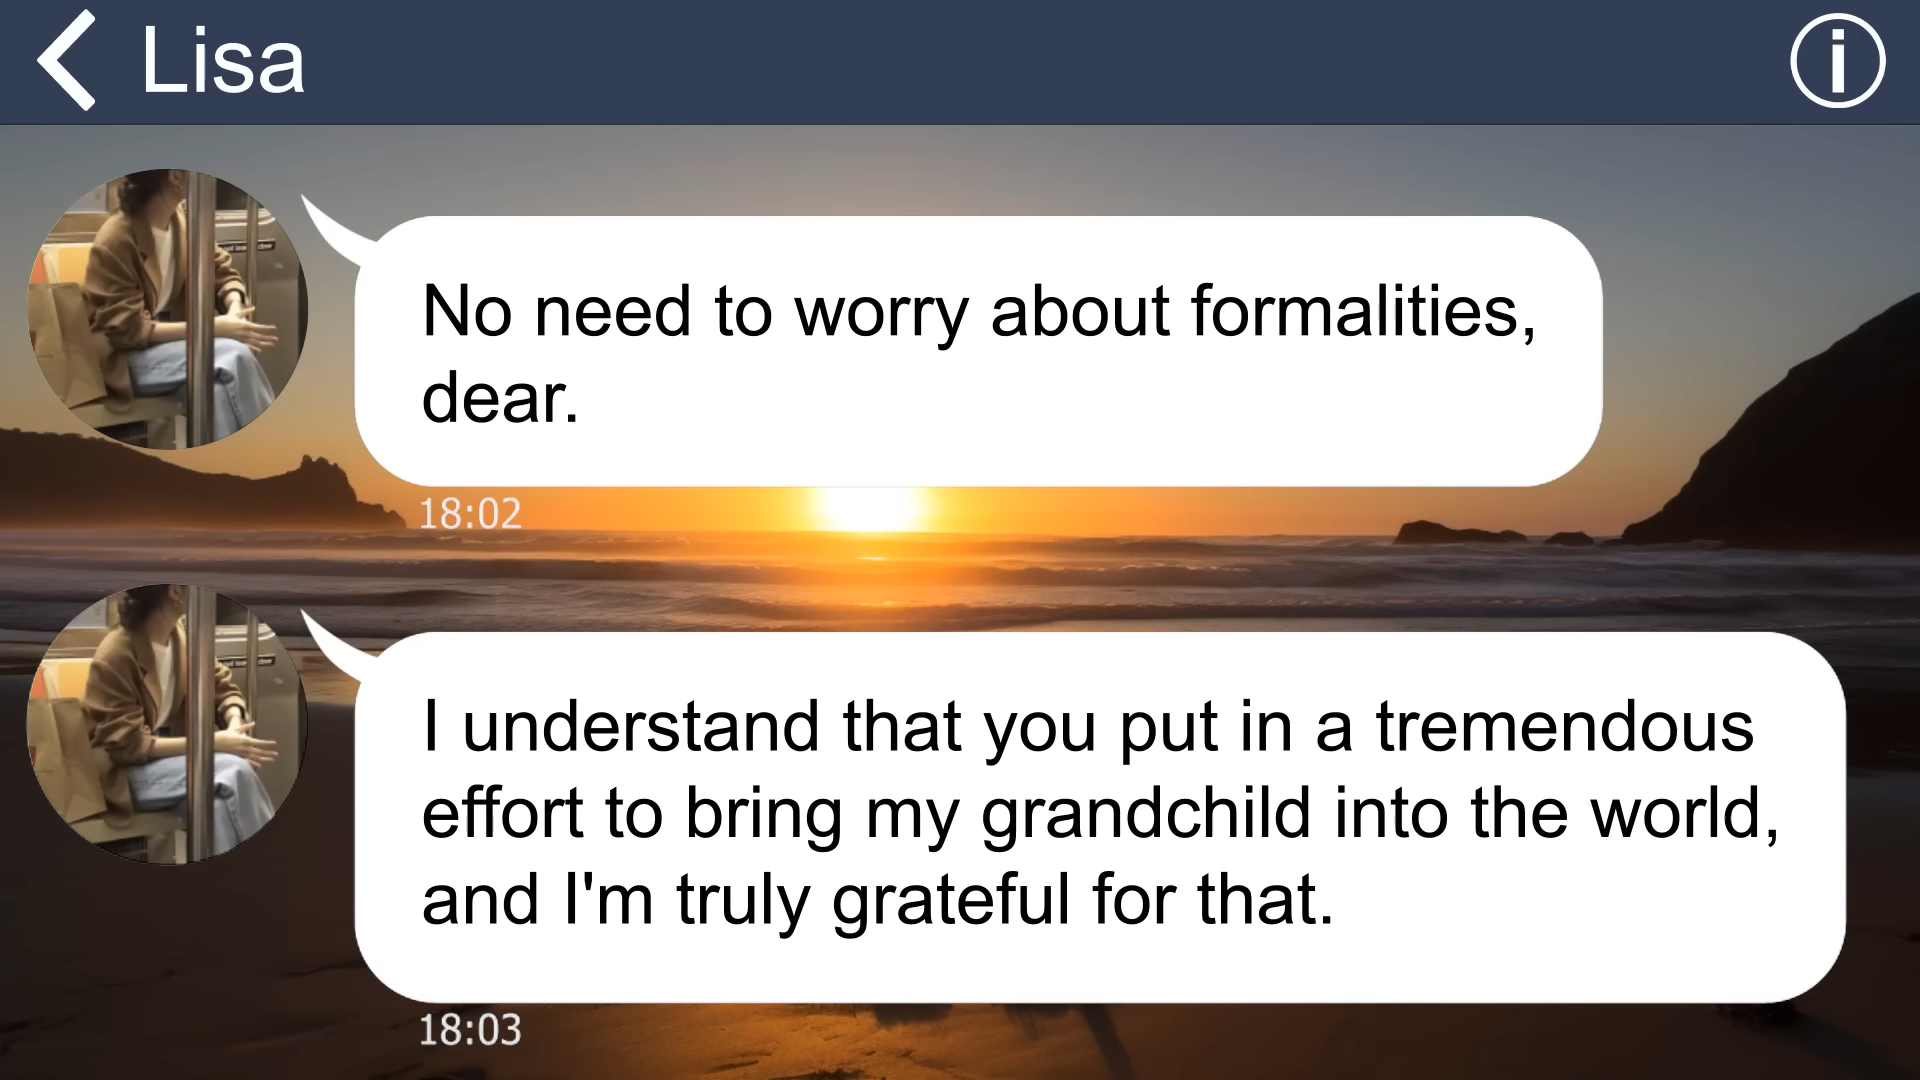 Lisa
No need to worry about formalities,
dear.
18:02
I understand that you put in a tremendous
effort to bring my grandchild into the world,
and I'm truly grateful for that.
18:03